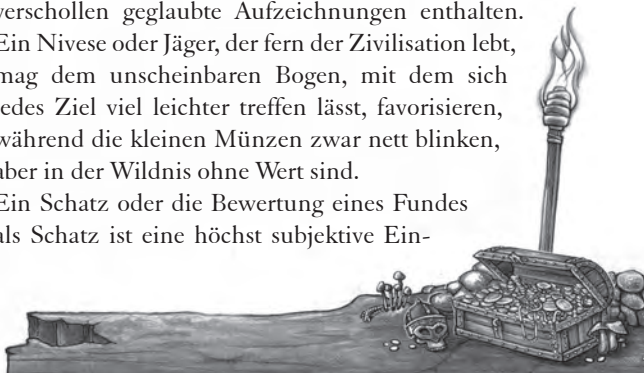 verschollen geglaubte Aufzeichnungen enthalten.
Ein Nivese oder Jäger, der fern der Zivilisation lebt,
mag dem unscheinbaren Bogen, mit dem sich
jedes Ziel viel leichter treffen lässt, favorisieren,
während die kleinen Münzen zwar nett blinken,
aber in der Wildnis ohne Wert sind.
Ein Schatz oder die Bewertung eines Fundes
als Schatz ist eine höchst subjektive Ein-